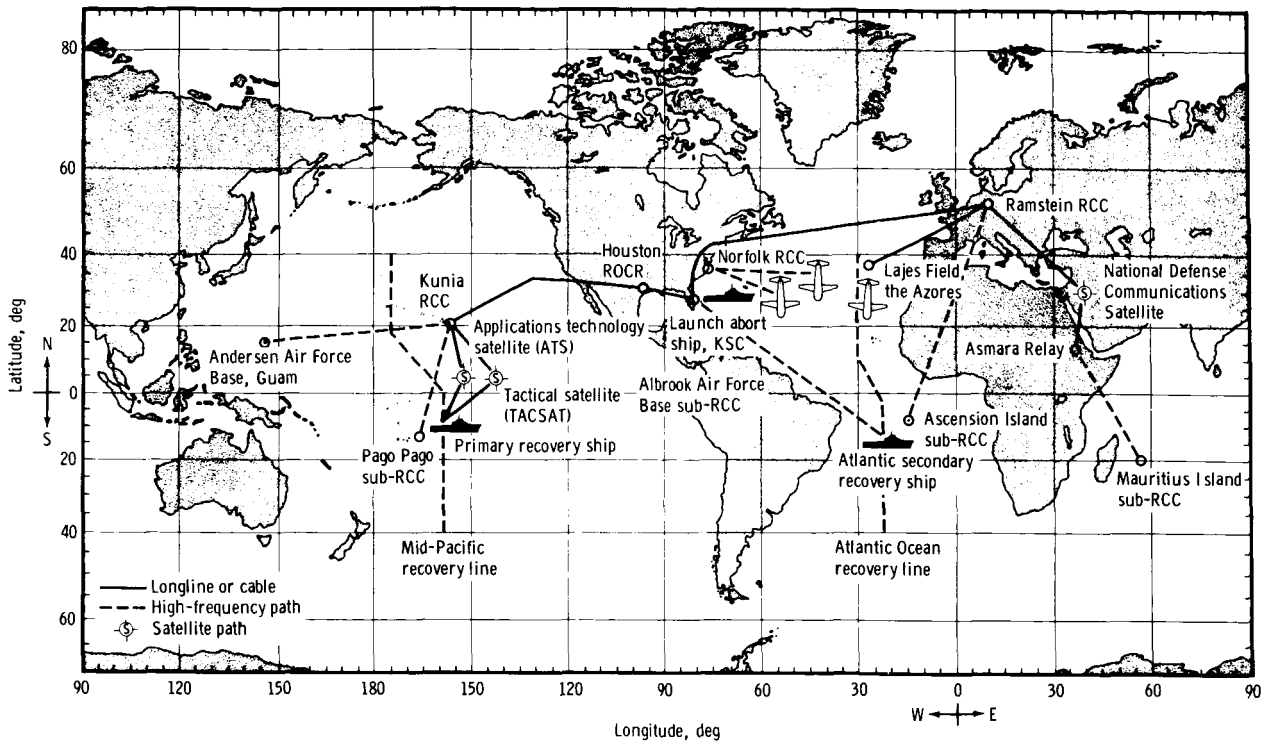 80
60
40
20
0
20
40
60
Latitude, deg
N
S
Ramstein RCC
Houston
ROCR
Norfolk RCC
Lajes Field,
the Azores
National Defense
Communications
Satellite
Kunia
RCC
Applications technology
satellite (ATS)
Launch abort
ship, KSC
Asmara Relay
Andersen Air Force
Base, Guam
Tactical satellite
(TACSAT)
Albrook Air Force
Base sub-RCC
Ascension Island
sub-RCC
Primary recovery ship
Pago Pago
sub-RCC
Atlantic secondary
recovery ship
Mauritius Island
sub-RCC
Mid-Pacific
recovery line
Atlantic Ocean
recovery line
Longline or cable
High-frequency path
S Satellite path
S
S
S
90 120 150 180 150 120 90 60 30 0 30 60 90
W E
Longitude, deg